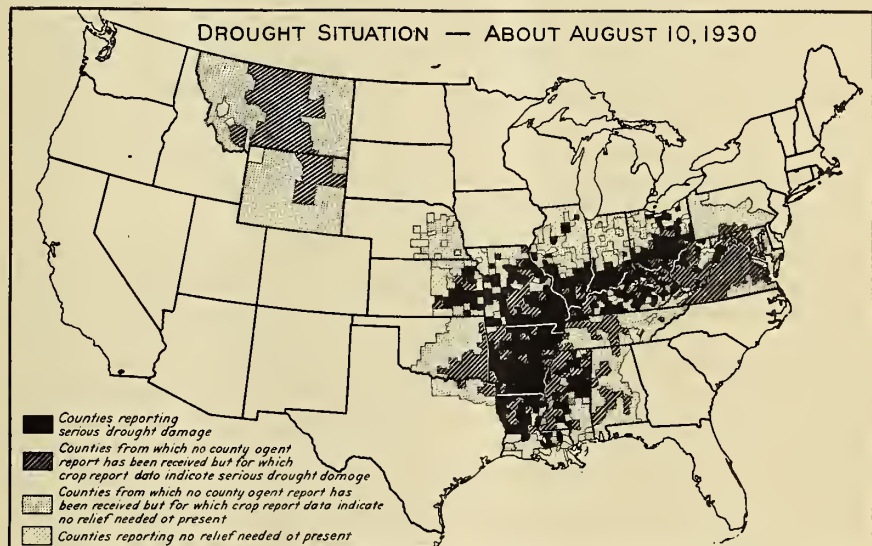 DROUGHT SITUATION — ABOUT AUGUST 10, 1930
Counties reporting
serious drought damage
Counties from which no county agent
report has been received but for which
crop report data indicate serious drought damage
Counties from which no county agent report has
been received but for which crop report data indicate
no relief needed at present
Counties reporting no relief needed at present